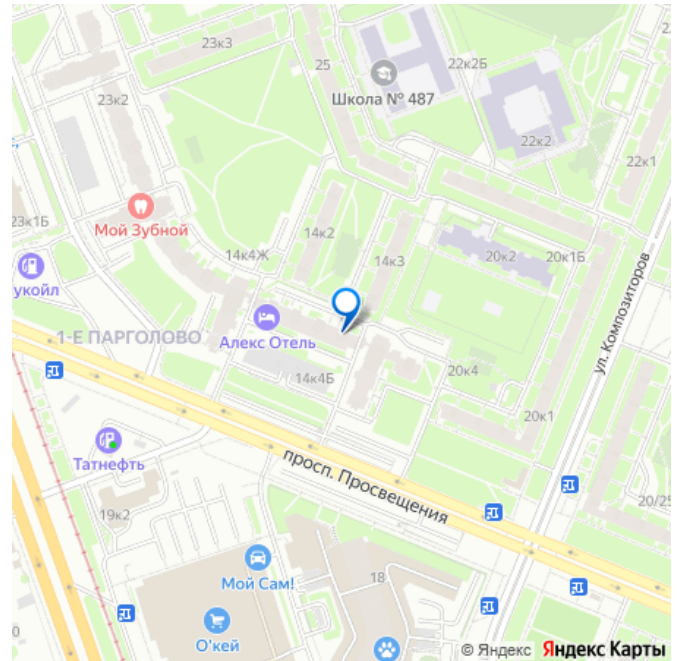 23к3
25
22к2Б
Школа № 487
23к2
22к2
22к1
Мой Зубной
23к1Б
14к2
14к4Ж
14к3
20к2
20к1Б
укойл
ул. Композиторов
1-Е ПАРГОЛОВО
Алекс Отель
14к4Б
20к4
20к1
Татнефть
просп. Просвещения
19к2
20/25
Мой Сам!
18
О'кей
© Яндекс Яндекс Карты